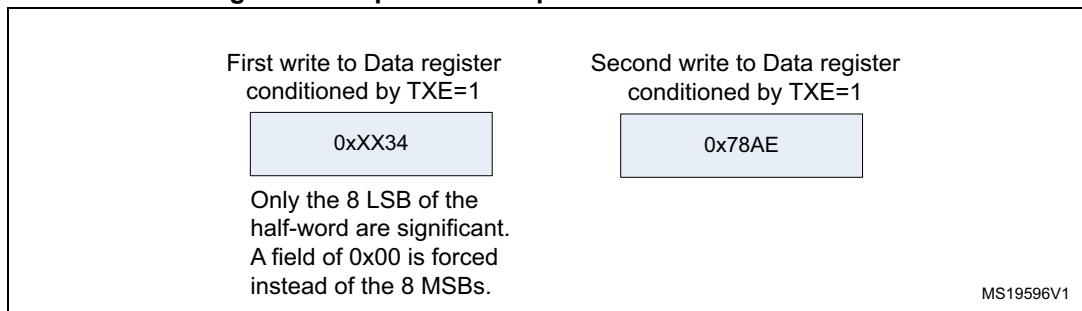 First write to Data register
conditioned by TXE=1
0xXX34
Only the 8 LSB of the
half-word are significant.
A field of 0x00 is forced
instead of the 8 MSBs.
Second write to Data register
conditioned by TXE=1
0x78AE
MS19596V1